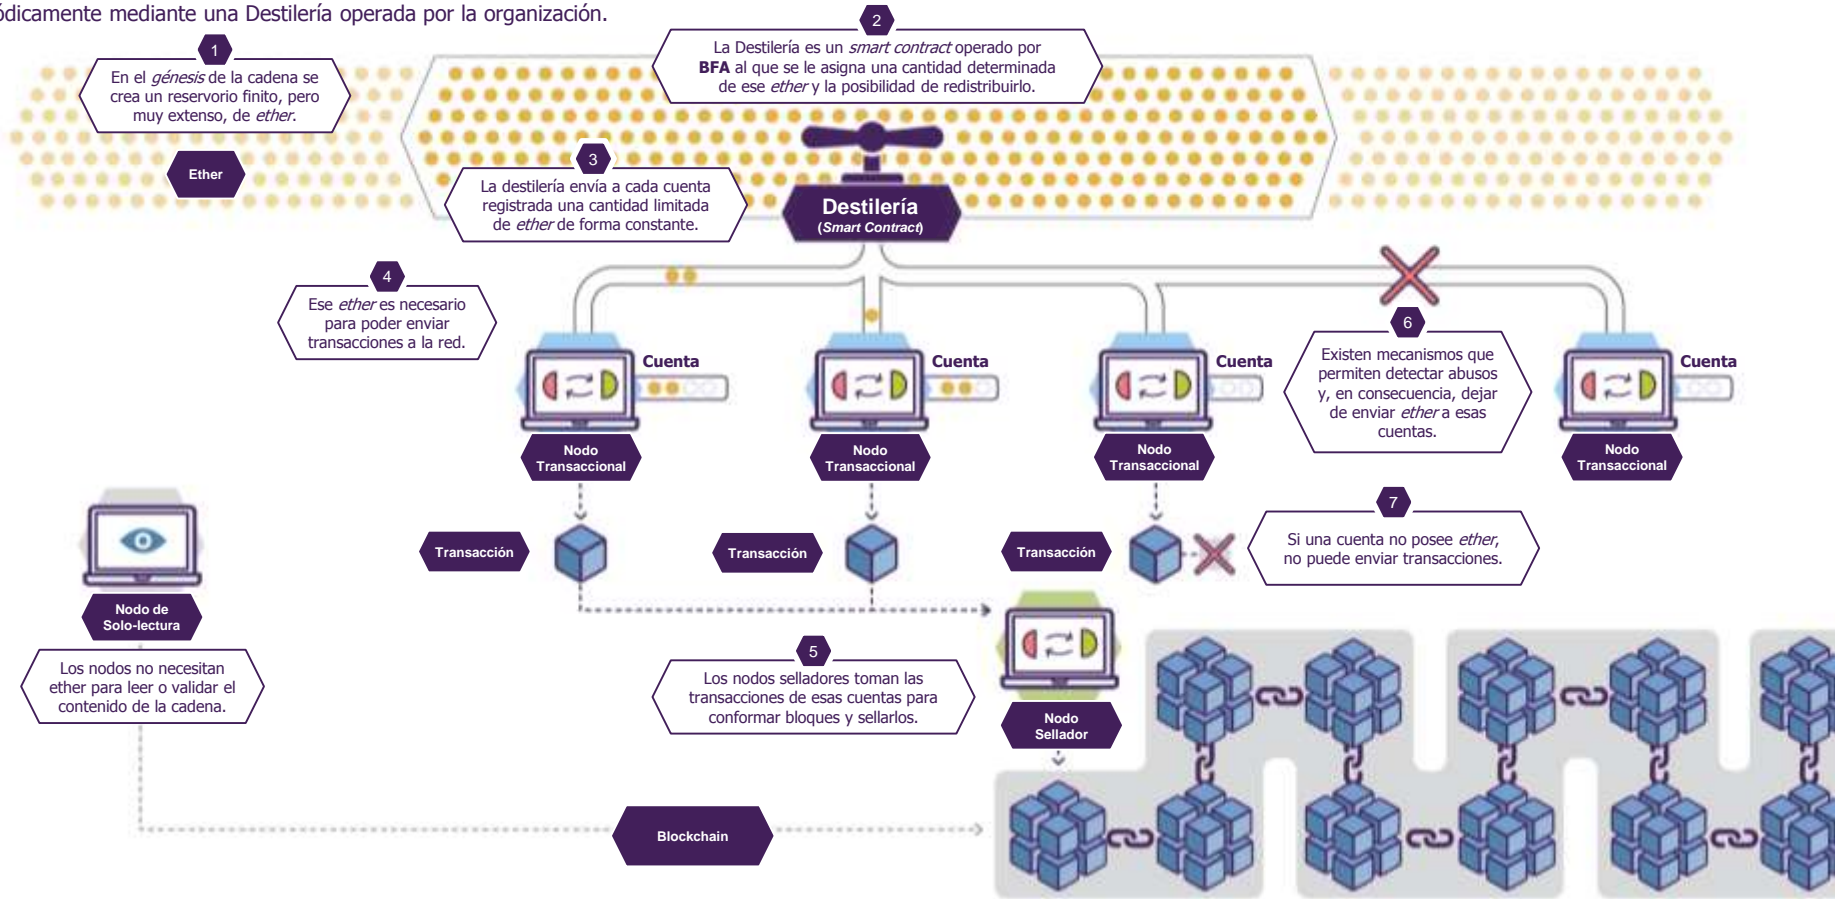 ódicamente mediante una Destilería operada por la organización.
1
En el génesis de la cadena se
crea un reservorio finito, pero
muy extenso, de ether.
Ether
2
La Destilería es un smart contract operado por
BFA al que se le asigna una cantidad determinada
de ese ether y la posibilidad de redistribuirlo.
3
La destilería envía a cada cuenta
registrada una cantidad limitada
de ether de forma constante.
Destilería
(Smart Contract)
4
Ese ether es necesario
para poder enviar
transacciones a la red.
Cuenta
Cuenta
Cuenta
Cuenta
6
Existen mecanismos que
permiten detectar abusos
y, en consecuencia, dejar
de enviar ether a esas
cuentas.
Nodo
Transaccional
Nodo
Transaccional
Nodo
Transaccional
Nodo
Transaccional
Transacción
Transacción
Transacción
7
Si una cuenta no posee ether,
no puede enviar transacciones.
Nodo de
Solo-lectura
Los nodos no necesitan
ether para leer o validar el
contenido de la cadena.
5
Los nodos selladores toman las
transacciones de esas cuentas para
conformar bloques y sellarlos.
Nodo
Sellador
Blockchain